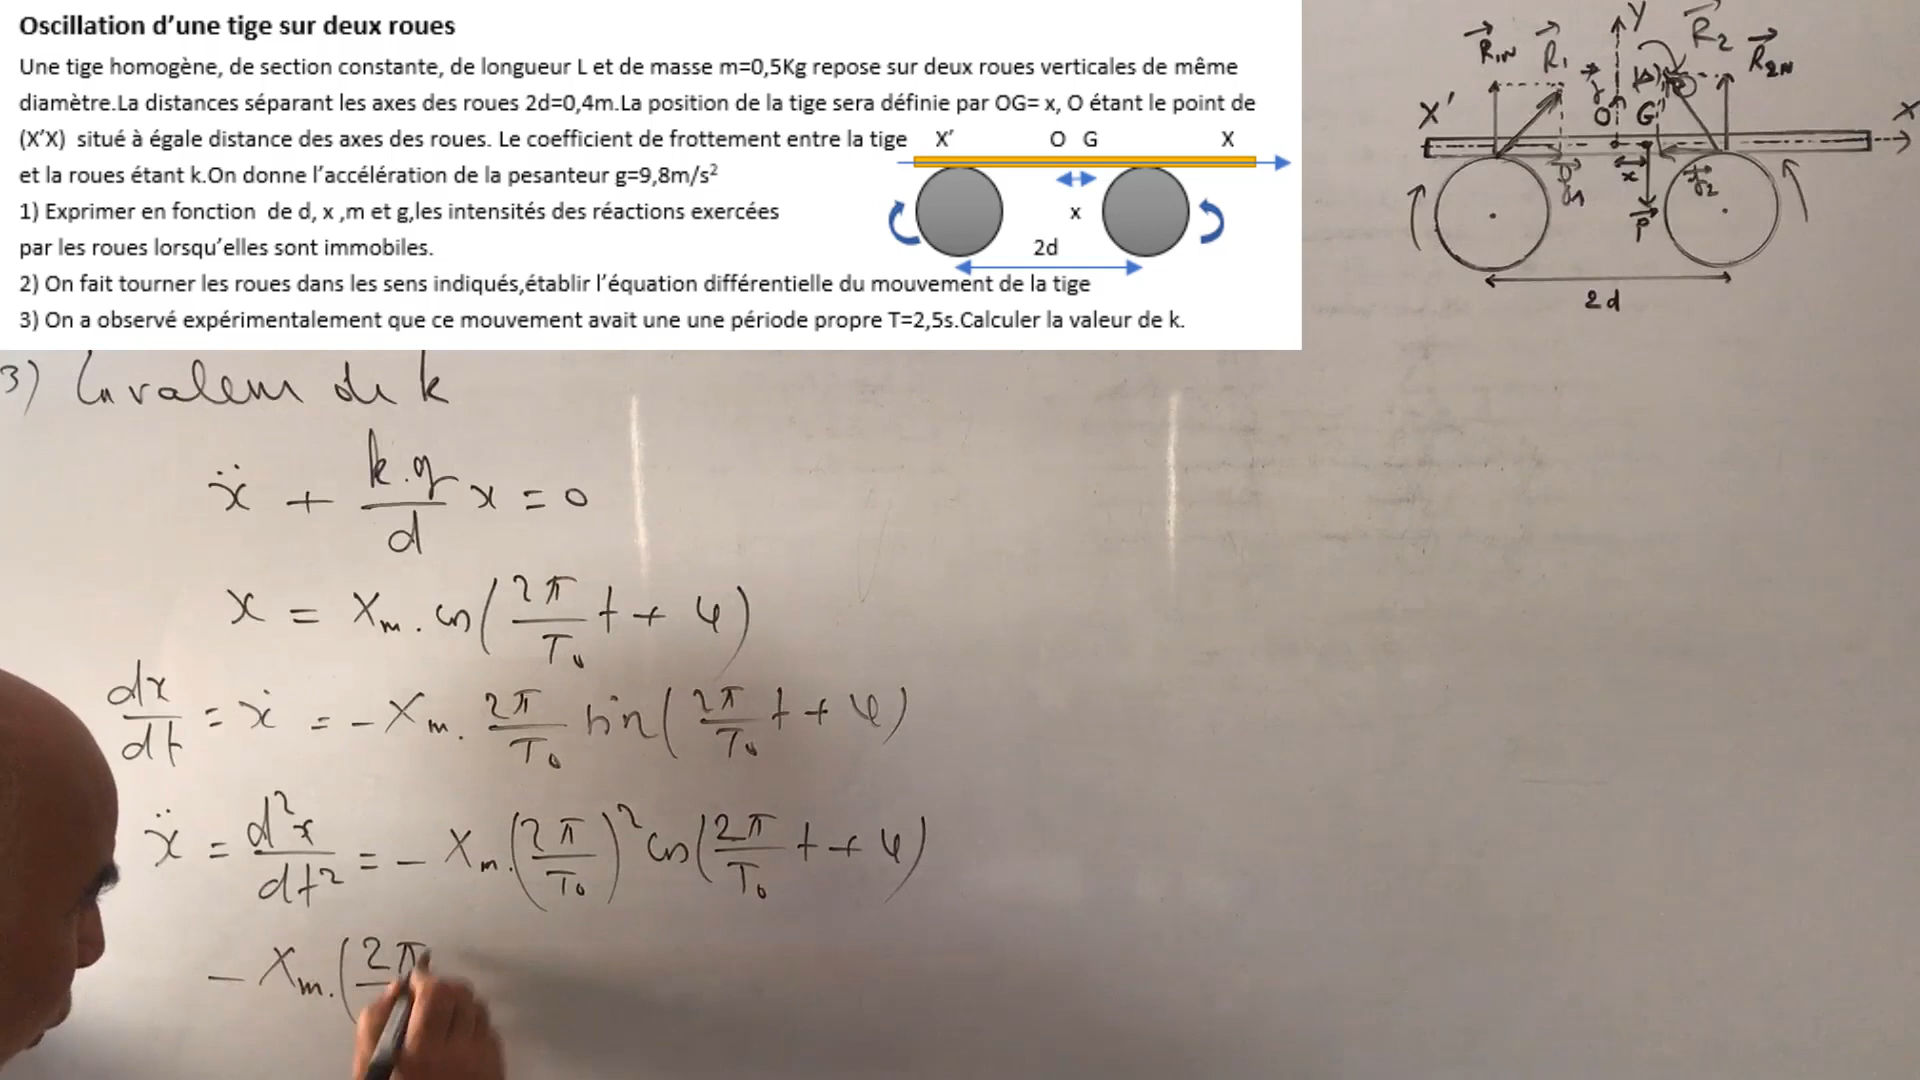 Oscillation d'une tige sur deux roues
Une tige homogène, de section constante, de longueur L et de masse m=0,5Kg repose sur deux roues verticales de même
diamètre.La distances séparant les axes des roues 2d=0,4m.La position de la tige sera définie par OG= x, O étant le point de
(X'X) situé à égale distance des axes des roues. Le coefficient de frottement entre la tige
et la roues étant k.On donne l'accélération de la pesanteur g=9,8m/s²
1) Exprimer en fonction de d, x ,m et g,les intensités des réactions exercées
par les roues lorsqu'elles sont immobiles.
2) On fait tourner les roues dans les sens indiqués,établir l'équation différentielle du mouvement de la tige
3) On a observé expérimentalement que ce mouvement avait une une période propre T=2,5s.Calculer la valeur de k.
X' O G X
x
2d
Y
R₁N R₁ R₂ R₂N
X' O G X
x
P
2d
3) La valeur de k
ẍ + k.g/d x = 0
x = Xm . cos(2π/T₀ t + φ)
dx/dt = ẋ = - Xm . 2π/T₀ sin(2π/T₀ t + φ)
ẍ = d²x/dt² = - Xm . (2π/T₀)² cos(2π/T₀ t + φ)
- Xm . (2π